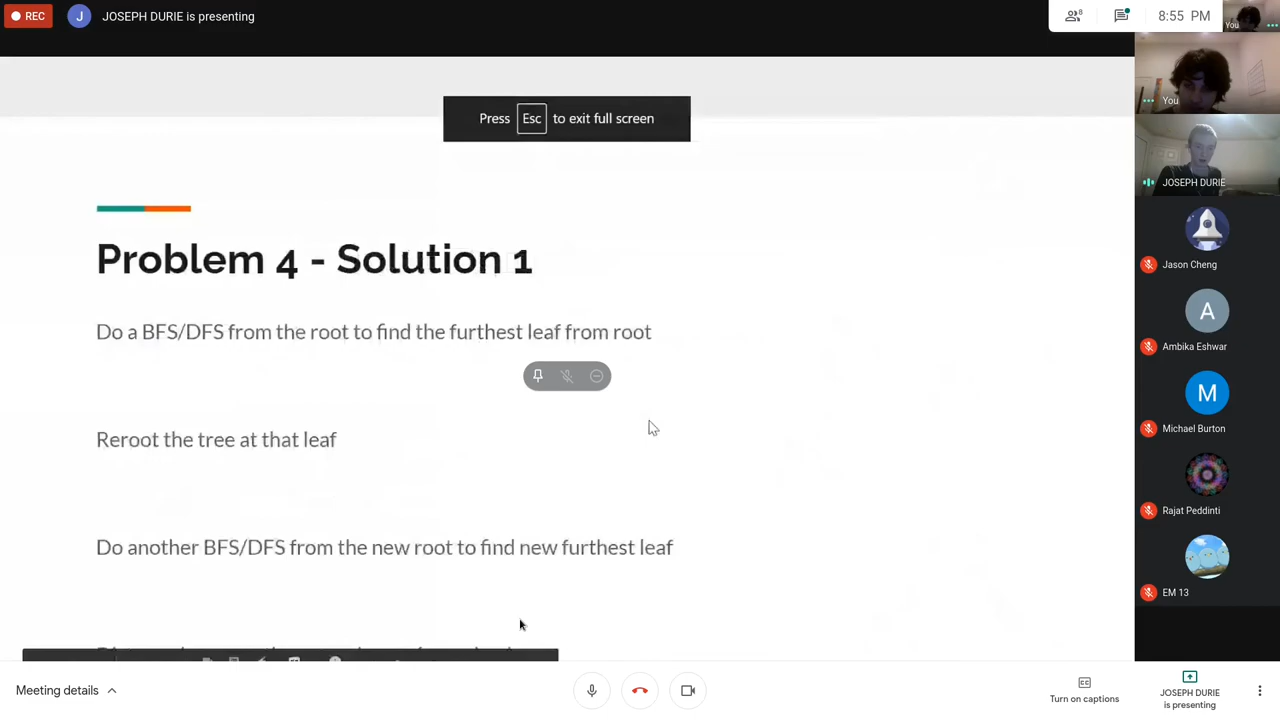 REC
J
JOSEPH DURIE is presenting
8
8:55 PM
You
Press Esc to exit full screen
You
JOSEPH DURIE
Problem 4 - Solution 1
Jason Cheng
Do a BFS/DFS from the root to find the furthest leaf from root
A
Ambika Eshwar
M
Michael Burton
Reroot the tree at that leaf
Rajat Peddinti
Do another BFS/DFS from the new root to find new furthest leaf
EM 13
Meeting details
CC
Turn on captions
JOSEPH DURIE
is presenting